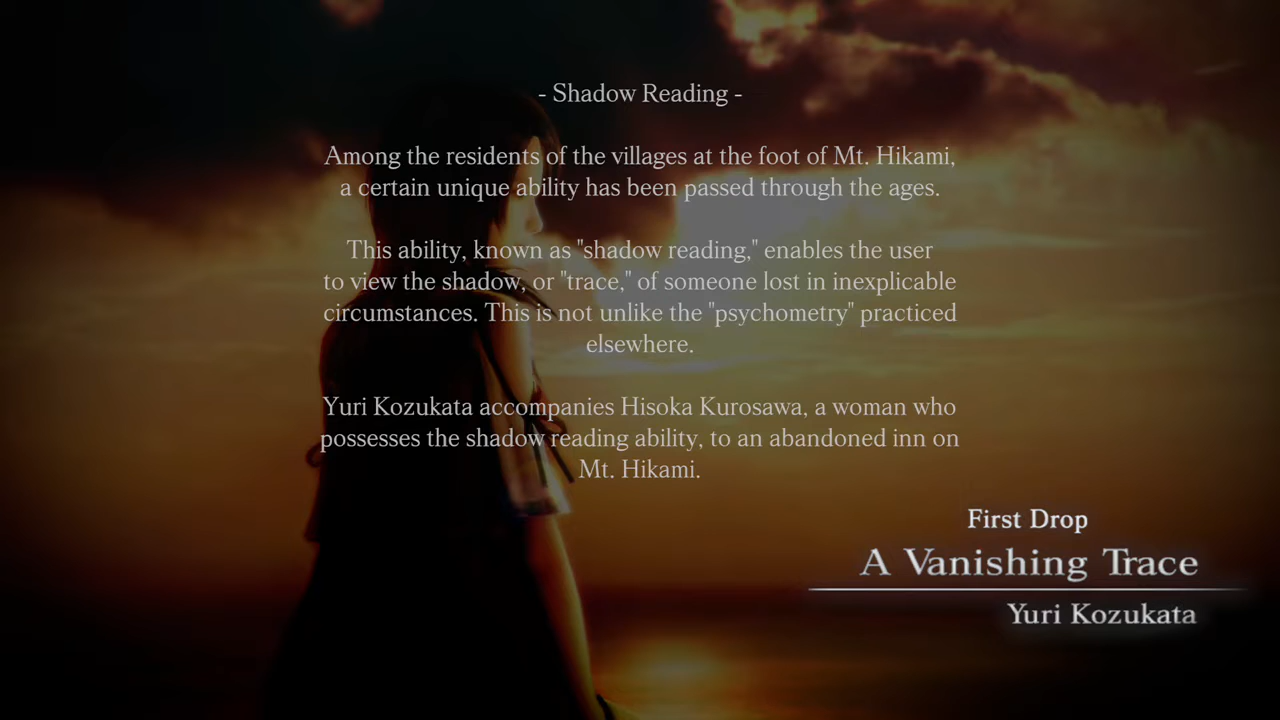 - Shadow Reading -
Among the residents of the villages at the foot of Mt. Hikami,
a certain unique ability has been passed through the ages.
This ability, known as "shadow reading," enables the user
to view the shadow, or "trace," of someone lost in inexplicable
circumstances. This is not unlike the "psychometry" practiced
elsewhere.
Yuri Kozukata accompanies Hisoka Kurosawa, a woman who
possesses the shadow reading ability, to an abandoned inn on
Mt. Hikami.
First Drop
A Vanishing Trace
Yuri Kozukata